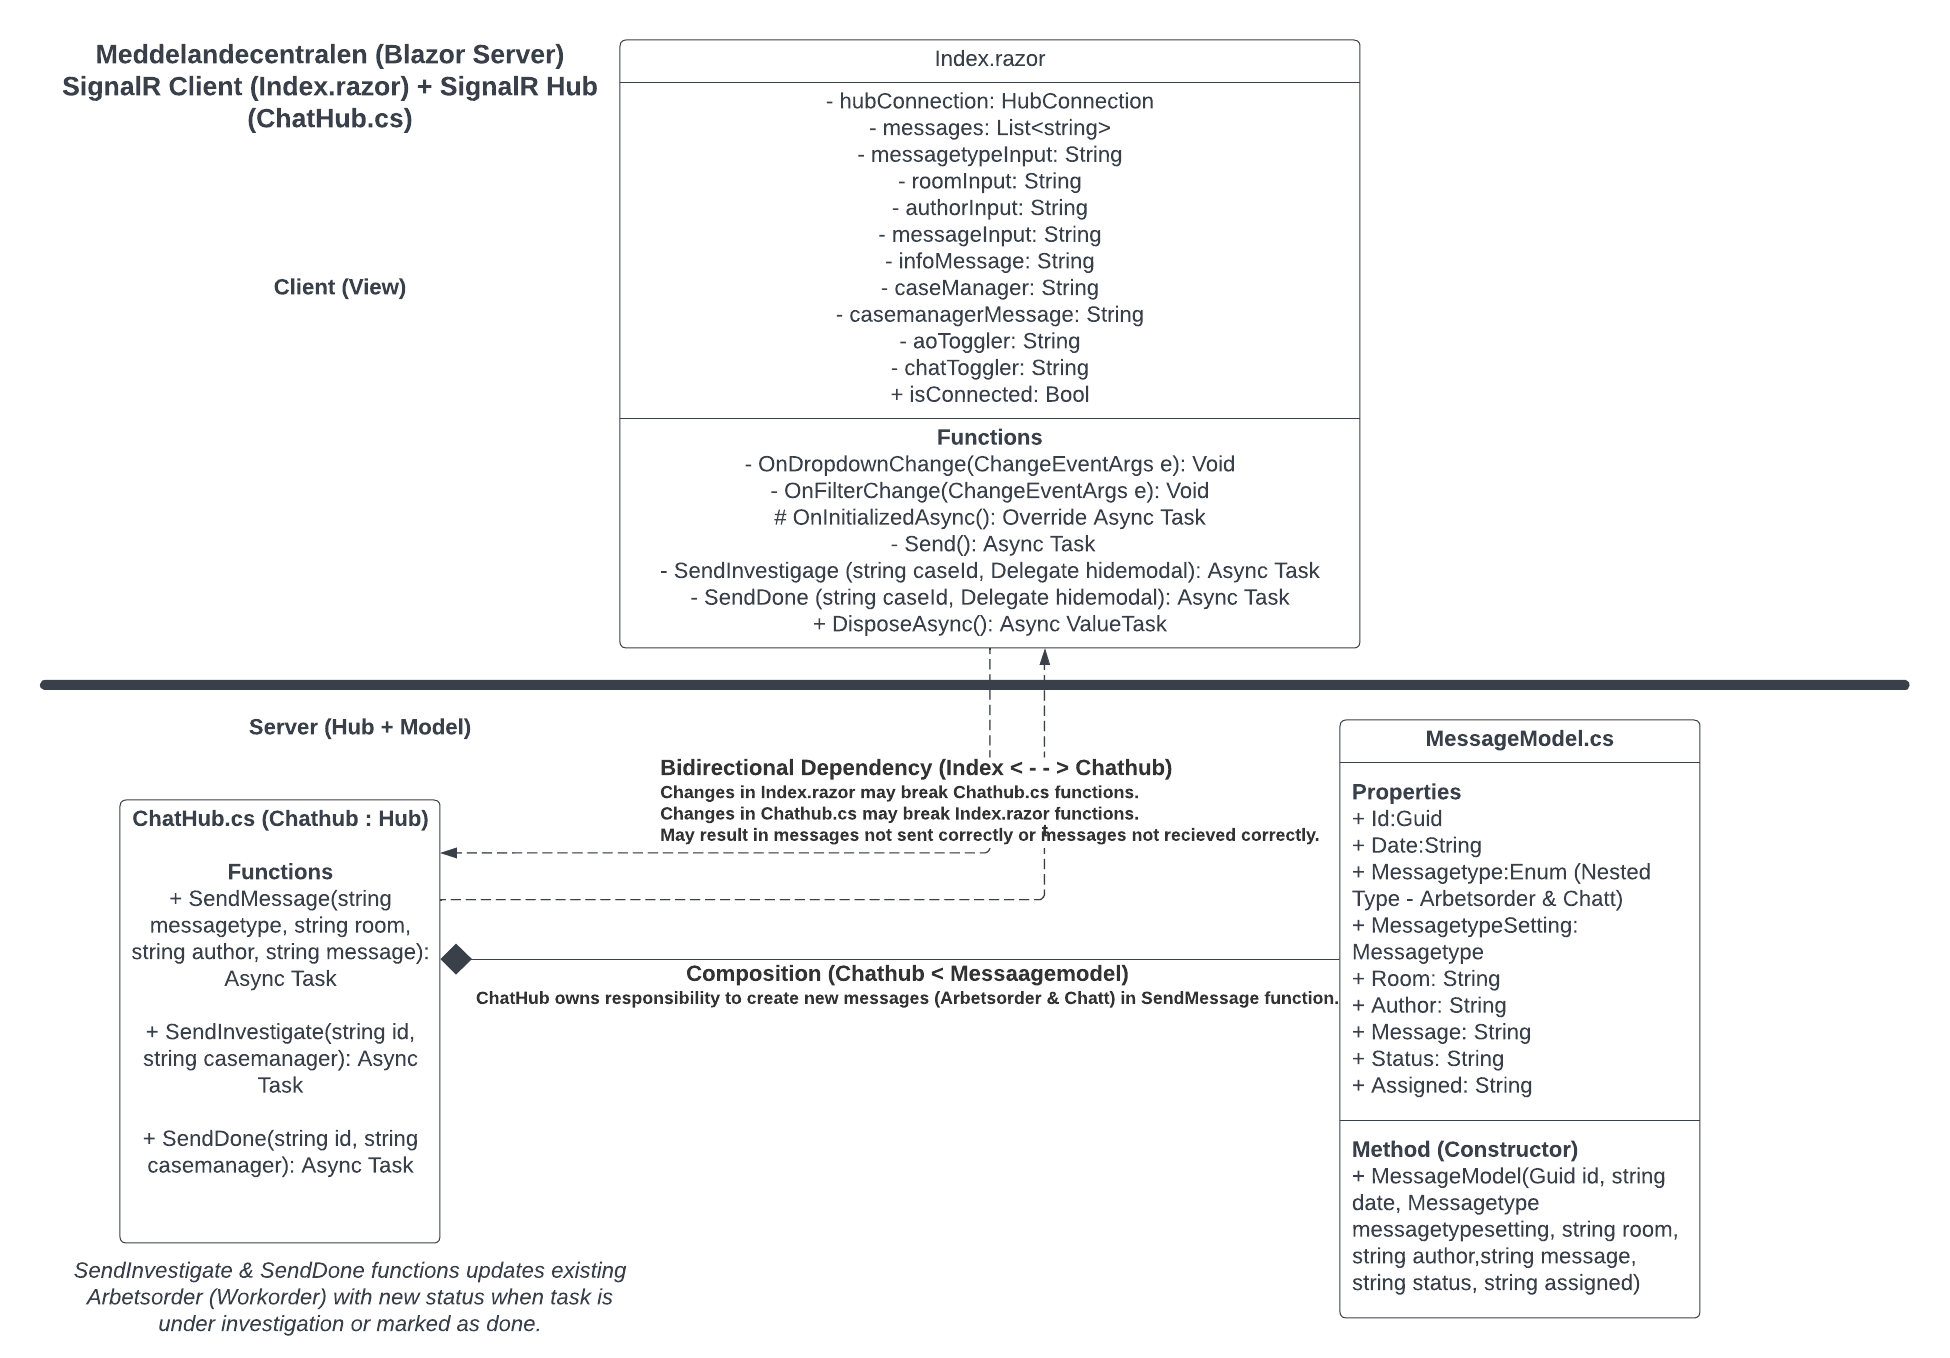 Meddelandecentralen (Blazor Server)
SignalR Client (Index.razor) + SignalR Hub
(ChatHub.cs)
Client (View)
Index.razor
- hubConnection: HubConnection
- messages: List<string>
- messagetypeInput: String
- roomInput: String
- authorInput: String
- messageInput: String
- infoMessage: String
- caseManager: String
- casemanagerMessage: String
- aoToggler: String
- chatToggler: String
+ isConnected: Bool
Functions
- OnDropdownChange(ChangeEventArgs e): Void
- OnFilterChange(ChangeEventArgs e): Void
# OnInitializedAsync(): Override Async Task
- Send(): Async Task
- SendInvestigage (string caseId, Delegate hidemodal): Async Task
- SendDone (string caseId, Delegate hidemodal): Async Task
+ DisposeAsync(): Async ValueTask
Server (Hub + Model)
Bidirectional Dependency (Index < - - > Chathub)
Changes in Index.razor may break Chathub.cs functions.
Changes in Chathub.cs may break Index.razor functions.
May result in messages not sent correctly or messages not recieved correctly.
ChatHub.cs (Chathub : Hub)
Functions
+ SendMessage(string
messagetype, string room,
string author, string message):
Async Task
+ SendInvestigate(string id,
string casemanager): Async
Task
+ SendDone(string id, string
casemanager): Async Task
Composition (Chathub < Messaagemodel)
ChatHub owns responsibility to create new messages (Arbetsorder & Chatt) in SendMessage function.
MessageModel.cs
Properties
+ Id:Guid
+ Date:String
+ Messagetype:Enum (Nested
Type - Arbetsorder & Chatt)
+ MessagetypeSetting:
Messagetype
+ Room: String
+ Author: String
+ Message: String
+ Status: String
+ Assigned: String
Method (Constructor)
+ MessageModel(Guid id, string
date, Messagetype
messagetypesetting, string room,
string author,string message,
string status, string assigned)
SendInvestigate & SendDone functions updates existing
Arbetsorder (Workorder) with new status when task is
under investigation or marked as done.